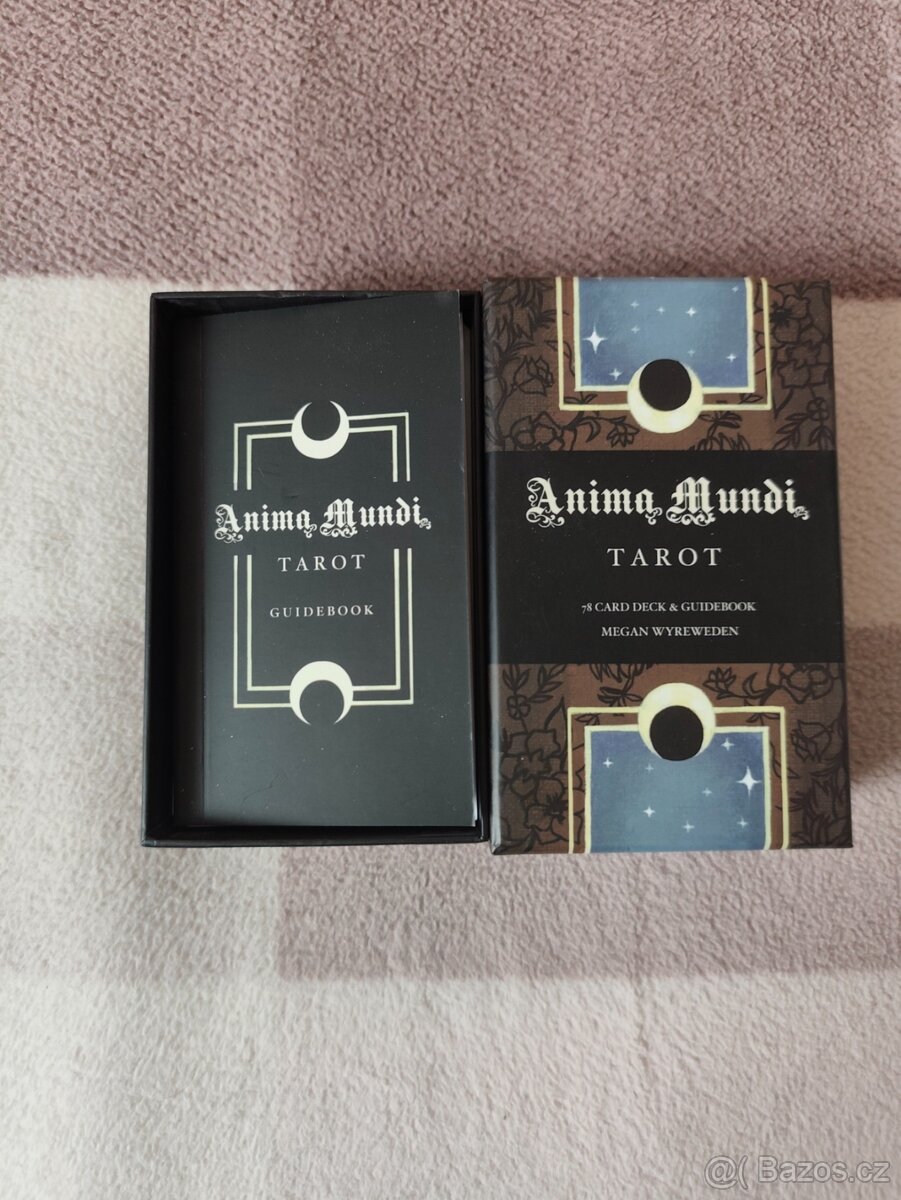 Anima Mundi
TAROT
GUIDEBOOK
Anima Mundi
TAROT
78 CARD DECK & GUIDEBOOK
MEGAN WYREWEDEN
@( Bazos.cz